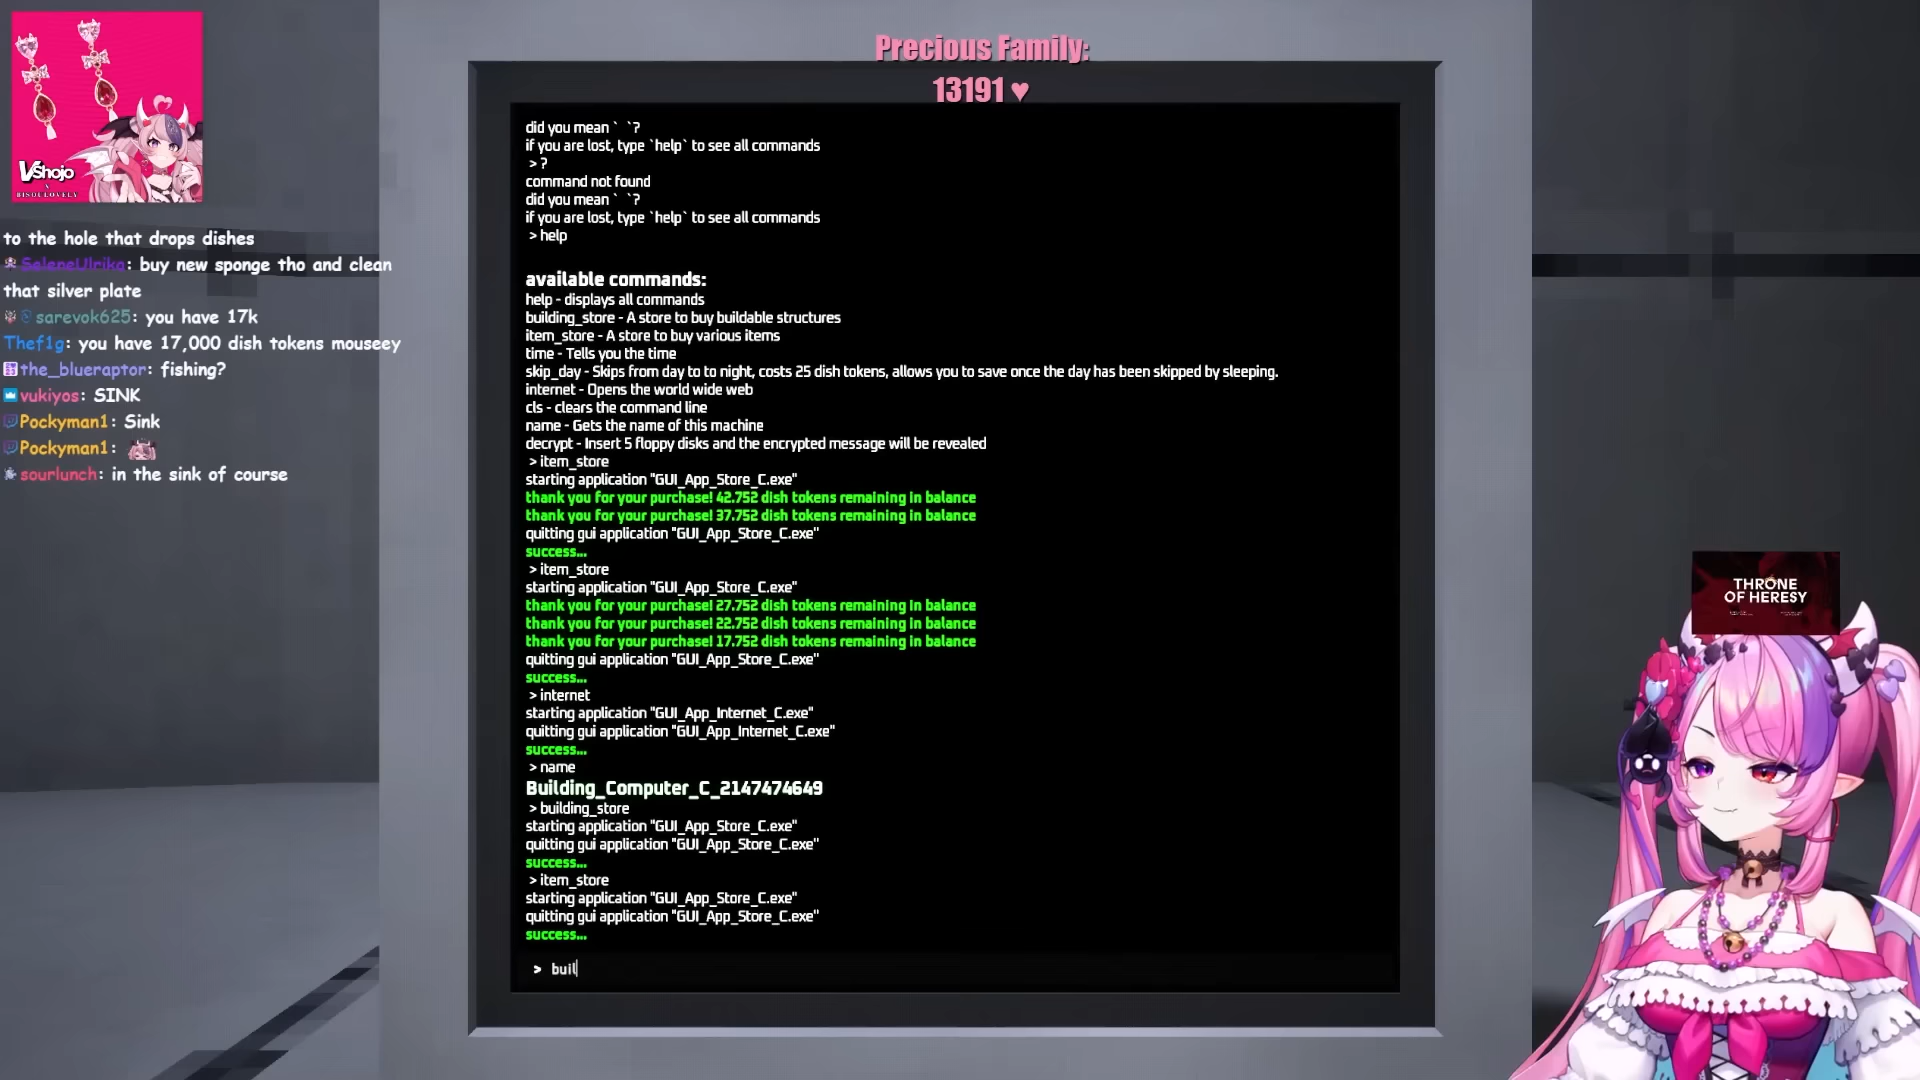 Precious Family:
13191 ♥
VShojo
X
BISOULOVELY
to the hole that drops dishes
SeleneUlrika: buy new sponge tho and clean
that silver plate
sarevok625: you have 17k
Thef1g: you have 17,000 dish tokens mouseey
the_blueraptor: fishing?
vukiyos: SINK
Pockyman1: Sink
Pockyman1:
sourlunch: in the sink of course
did you mean ` `?
if you are lost, type `help` to see all commands
> ?
command not found
did you mean ` `?
if you are lost, type `help` to see all commands
> help
available commands:
help - displays all commands
building_store - A store to buy buildable structures
item_store - A store to buy various items
time - Tells you the time
skip_day - Skips from day to to night, costs 25 dish tokens, allows you to save once the day has been skipped by sleeping.
internet - Opens the world wide web
cls - clears the command line
name - Gets the name of this machine
decrypt - Insert 5 floppy disks and the encrypted message will be revealed
> item_store
starting application "GUI_App_Store_C.exe"
thank you for your purchase! 42.752 dish tokens remaining in balance
thank you for your purchase! 37.752 dish tokens remaining in balance
quitting gui application "GUI_App_Store_C.exe"
success...
> item_store
starting application "GUI_App_Store_C.exe"
thank you for your purchase! 27.752 dish tokens remaining in balance
thank you for your purchase! 22.752 dish tokens remaining in balance
thank you for your purchase! 17.752 dish tokens remaining in balance
quitting gui application "GUI_App_Store_C.exe"
success...
> internet
starting application "GUI_App_Internet_C.exe"
quitting gui application "GUI_App_Internet_C.exe"
success...
> name
Building_Computer_C_2147474649
> building_store
starting application "GUI_App_Store_C.exe"
quitting gui application "GUI_App_Store_C.exe"
success...
> item_store
starting application "GUI_App_Store_C.exe"
quitting gui application "GUI_App_Store_C.exe"
success...
> buil
THRONE
OF HERESY